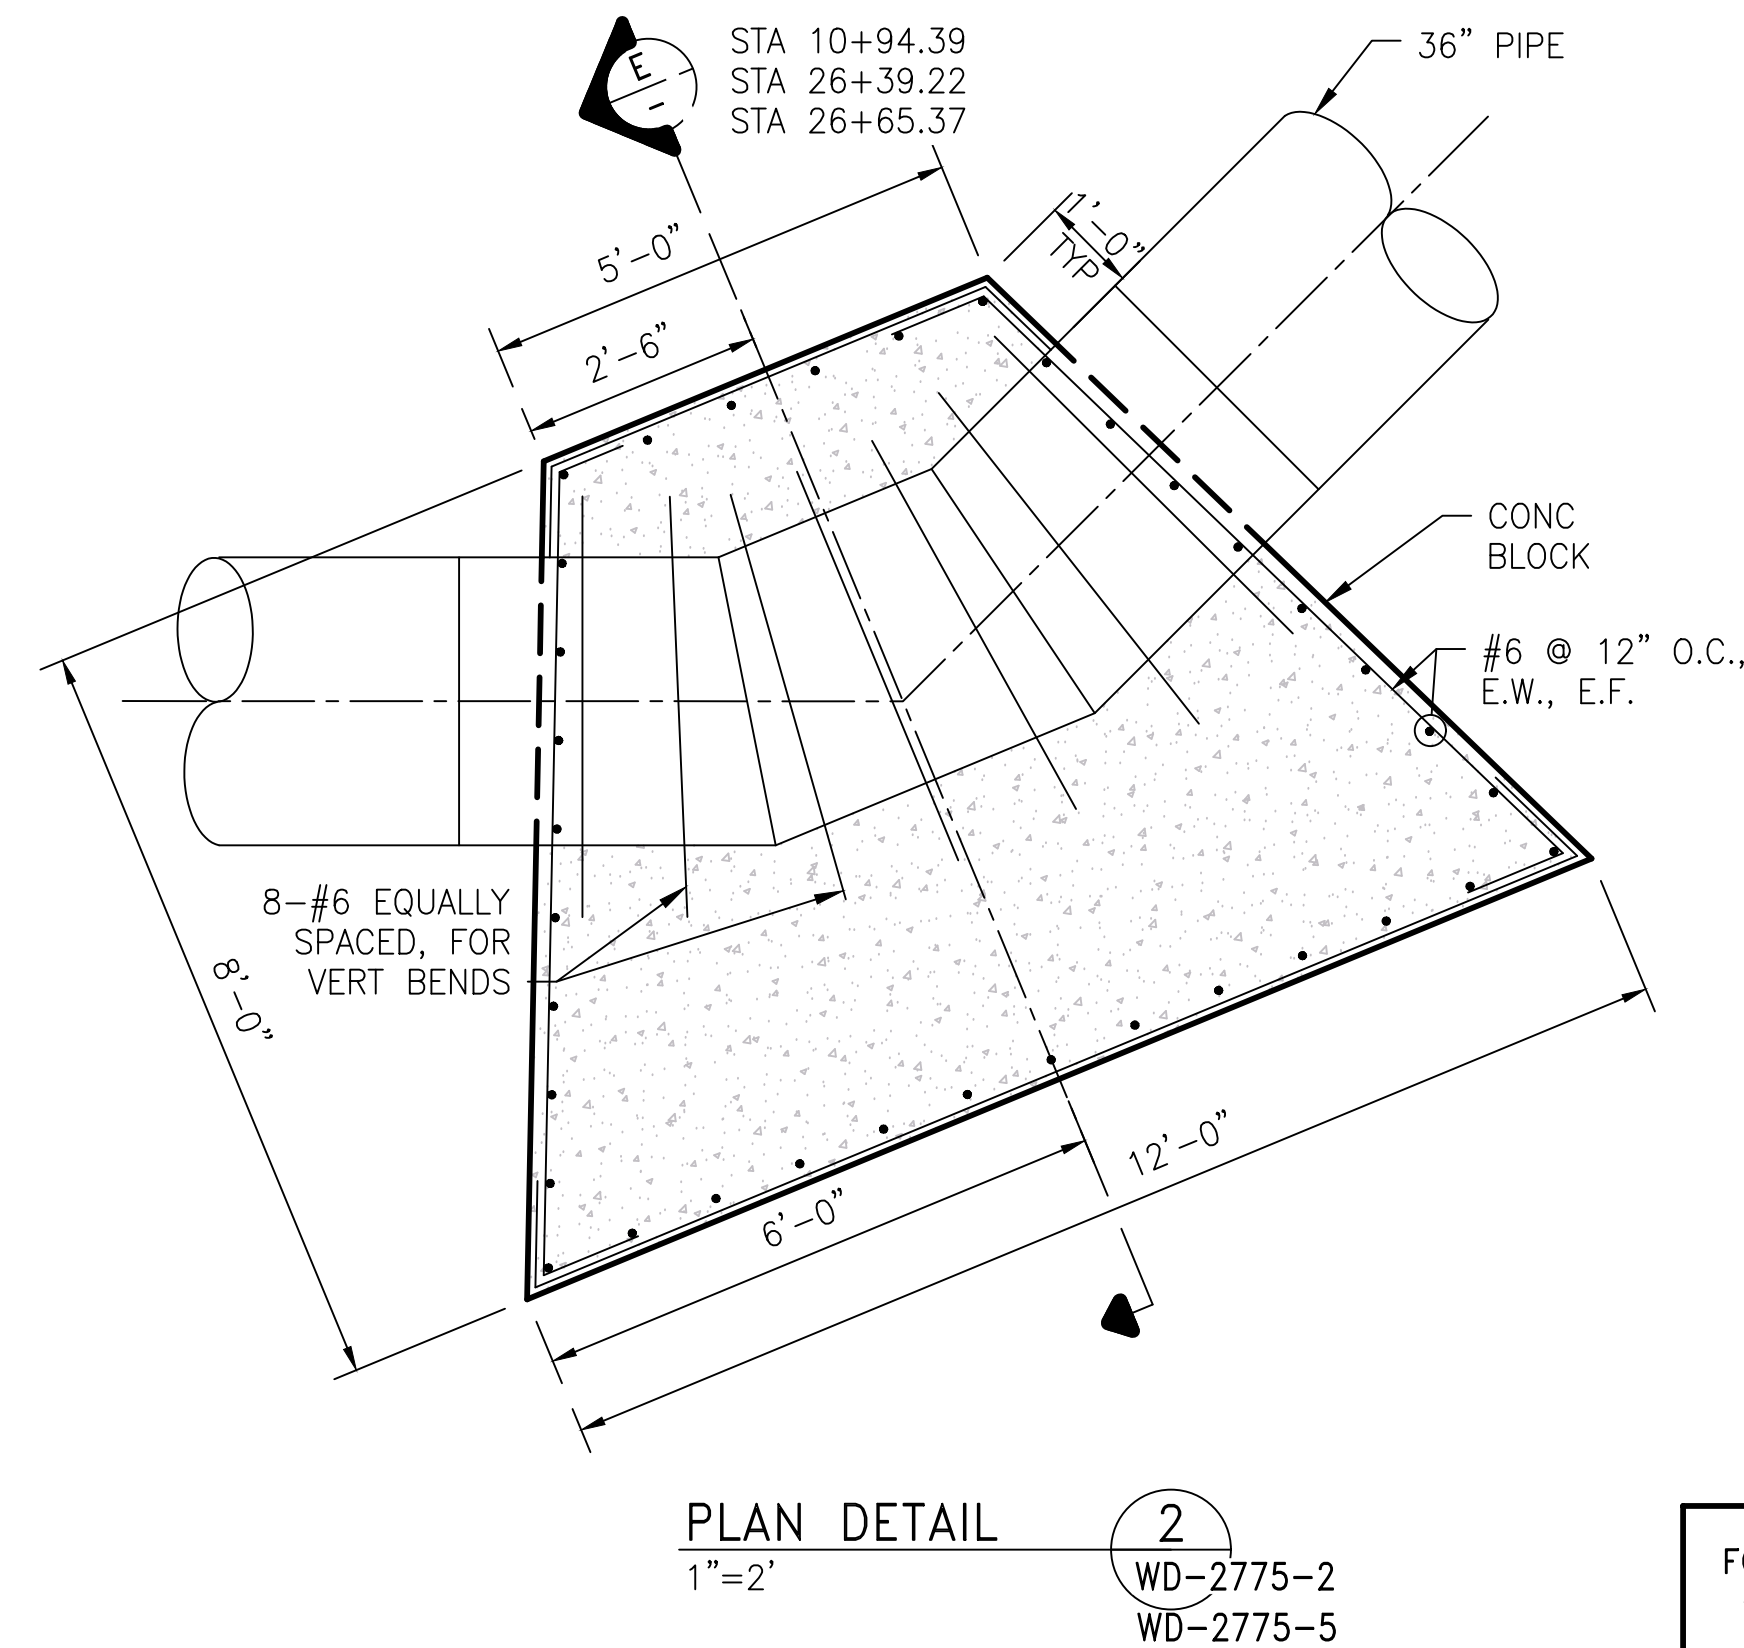 E
-
STA 10+94.39
STA 26+39.22
STA 26+65.37
36” PIPE
5’-0”
2’-6”
1’-0”
TYP
CONC
BLOCK
#6 @ 12” O.C.,
E.W., E.F.
8-#6 EQUALLY
SPACED, FOR
VERT BENDS
8’-0”
6’-0”
12’-0”
PLAN DETAIL
1”=2’
2
WD-2775-2
WD-2775-5